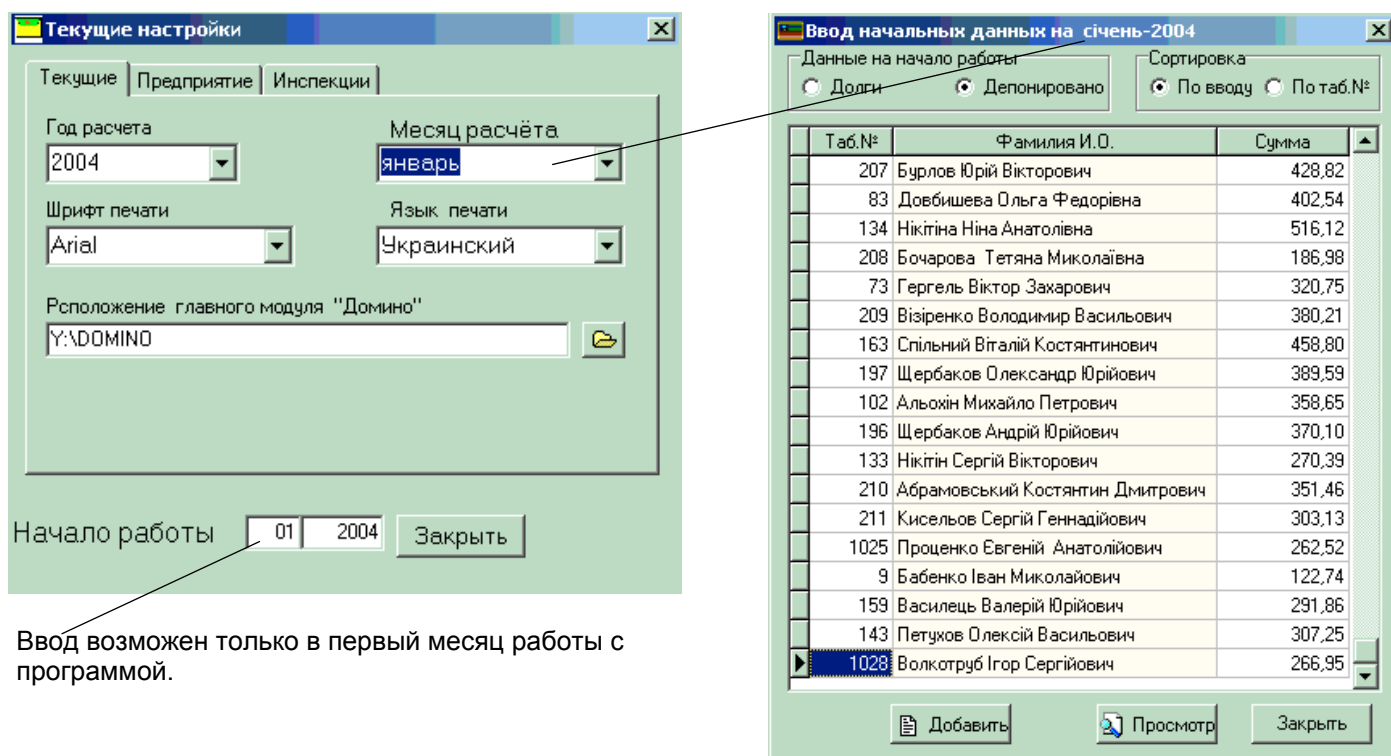 Текущие настройки
Текущие Предприятие Инспекции
Год расчета Месяц расчёта
2004 январь
Шрифт печати Язык печати
Arial Украинский
Рсположение главного модуля "Домино"
Y:\DOMINO
Начало работы 01 2004 Закрыть
Ввод возможен только в первый месяц работы с
программой.
Ввод начальных данных на січень-2004
Данные на начало работы Сортировка
Долги Депонировано По вводу По таб.№
Таб.№ Фамилия И.О. Сумма
207 Бурлов Юрій Вікторович 428,82
83 Довбишева Ольга Федорівна 402,54
134 Нікітіна Ніна Анатолівна 516,12
208 Бочарова Тетяна Миколаївна 186,98
73 Гергель Віктор Захарович 320,75
209 Візіренко Володимир Васильович 380,21
163 Спільний Віталій Костянтинович 458,80
197 Щербаков Олександр Юрійович 389,59
102 Альохін Михайло Петрович 358,65
196 Щербаков Андрій Юрійович 370,10
133 Нікітін Сергій Вікторович 270,39
210 Абрамовський Костянтин Дмитрович 351,46
211 Кисельов Сергій Геннадійович 303,13
1025 Проценко Євгеній Анатолійович 262,52
9 Бабенко Іван Миколайович 122,74
159 Василець Валерій Юрійович 291,86
143 Петухов Олексій Васильович 307,25
1028 Волкотруб Ігор Сергійович 266,95
Добавить Просмотр Закрыть